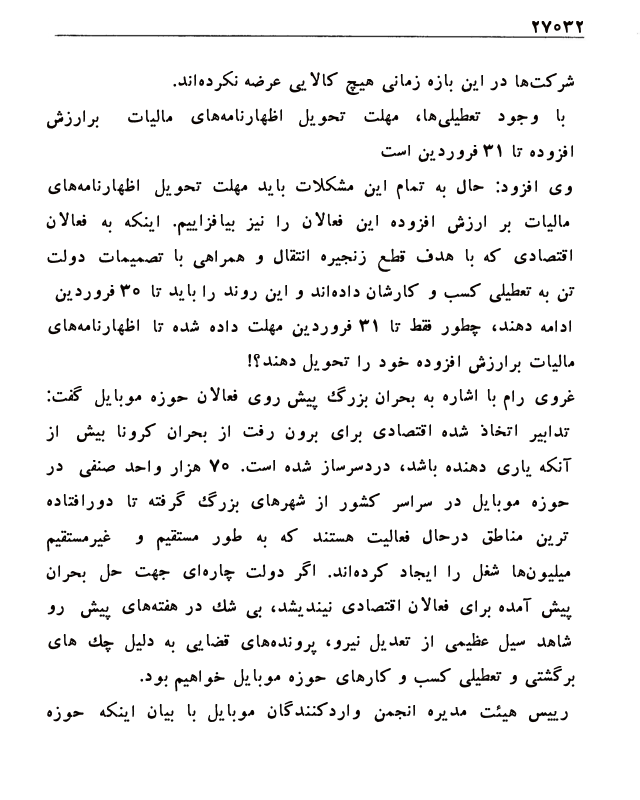 ۲۷۰۳۲
شرکت‌ها در این بازه زمانی هیچ کالایی عرضه نکرده‌اند.
با وجود تعطیلی‌ها، مهلت تحویل اظهارنامه‌های مالیات برارزش
افزوده تا ۳۱ فروردین است
وی افزود: حال به تمام این مشکلات باید مهلت تحویل اظهارنامه‌های
مالیات بر ارزش افزوده این فعالان را نیز بیافزاییم. اینکه به فعالان
اقتصادی که با هدف قطع زنجیره انتقال و همراهی با تصمیمات دولت
تن به تعطیلی کسب و کارشان داده‌اند و این روند را باید تا ۳۰ فروردین
ادامه دهند، چطور فقط تا ۳۱ فروردین مهلت داده شده تا اظهارنامه‌های
مالیات برارزش افزوده خود را تحویل دهند؟!
غروی رام با اشاره به بحران بزرگ پیش روی فعالان حوزه موبایل گفت:
تدابیر اتخاذ شده اقتصادی برای برون رفت از بحران کرونا بیش از
آنکه یاری دهنده باشد، دردسرساز شده است. ۷۰ هزار واحد صنفی در
حوزه موبایل در سراسر کشور از شهرهای بزرگ گرفته تا دورافتاده
ترین مناطق درحال فعالیت هستند که به طور مستقیم و غیرمستقیم
میلیون‌ها شغل را ایجاد کرده‌اند. اگر دولت چاره‌ای جهت حل بحران
پیش آمده برای فعالان اقتصادی نیندیشد، بی شك در هفته‌های پیش رو
شاهد سیل عظیمی از تعدیل نیرو، پرونده‌های قضایی به دلیل چك های
برگشتی و تعطیلی کسب و کارهای حوزه موبایل خواهیم بود.
رییس هیئت مدیره انجمن واردکنندگان موبایل با بیان اینکه حوزه